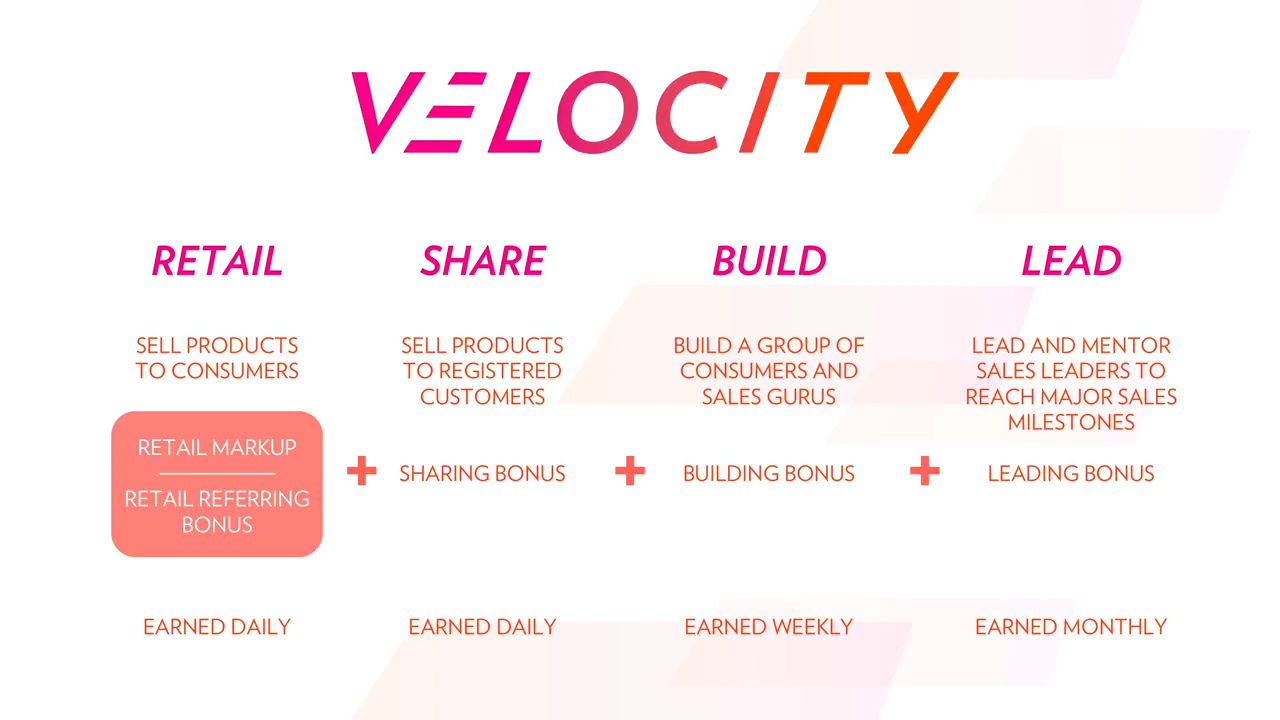 VELOCITY
RETAIL
SELL PRODUCTS
TO CONSUMERS
RETAIL MARKUP
RETAIL REFERRING
BONUS
EARNED DAILY
+
SHARE
SELL PRODUCTS
TO REGISTERED
CUSTOMERS
SHARING BONUS
EARNED DAILY
+
BUILD
BUILD A GROUP OF
CONSUMERS AND
SALES GURUS
BUILDING BONUS
EARNED WEEKLY
+
LEAD
LEAD AND MENTOR
SALES LEADERS TO
REACH MAJOR SALES
MILESTONES
LEADING BONUS
EARNED MONTHLY